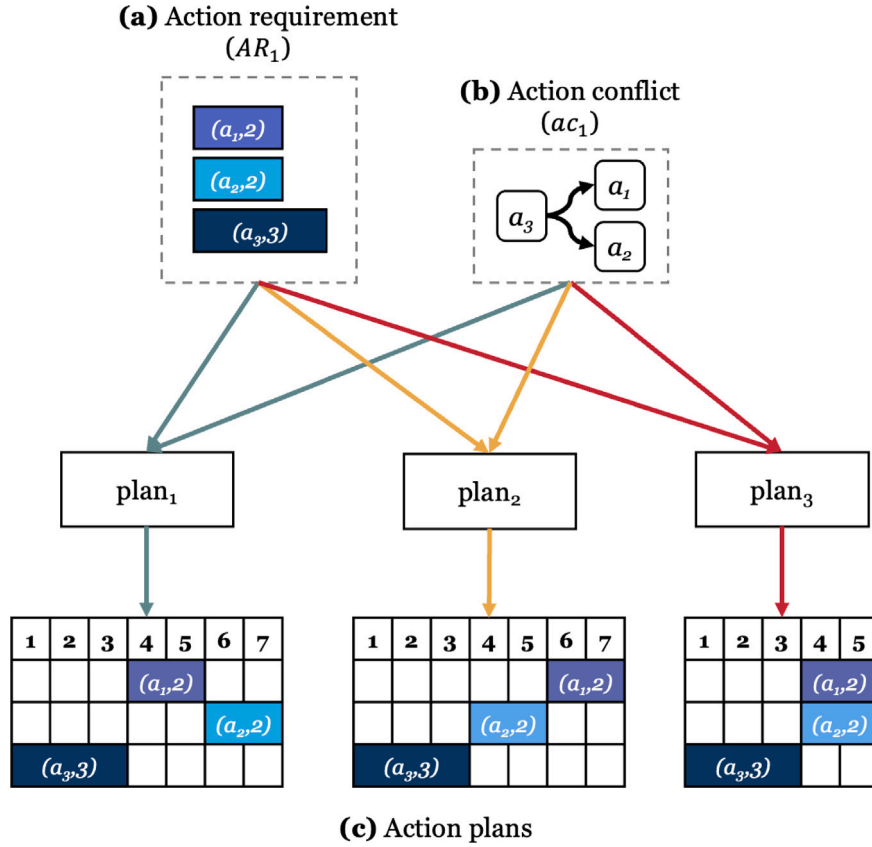 (a) Action requirement
(AR₁)
(b) Action conflict
(ac₁)
(a₁,2)
(a₂,2)
(a₃,3)
a₃
a₁
a₂
plan₁
plan₂
plan₃
1 2 3 4 5 6 7
(a₁,2)
(a₂,2)
(a₃,3)
1 2 3 4 5 6 7
(a₁,2)
(a₂,2)
(a₃,3)
1 2 3 4 5
(a₁,2)
(a₂,2)
(a₃,3)
(c) Action plans